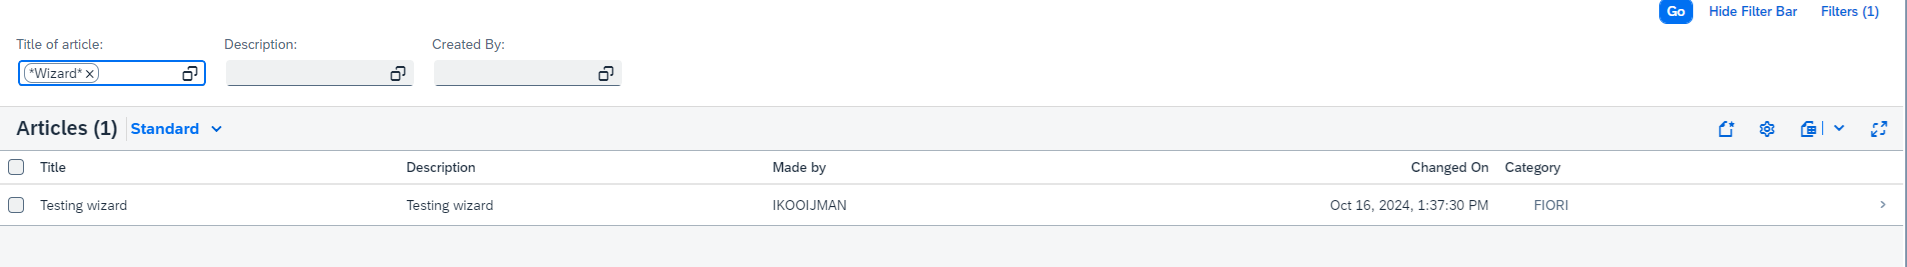 Go Hide Filter Bar Filters (1)
Title of article: Description: Created By:
*Wizard*
Articles (1) Standard
Title Description Made by Changed On Category
Testing wizard Testing wizard IKOOIJMAN Oct 16, 2024, 1:37:30 PM FIORI